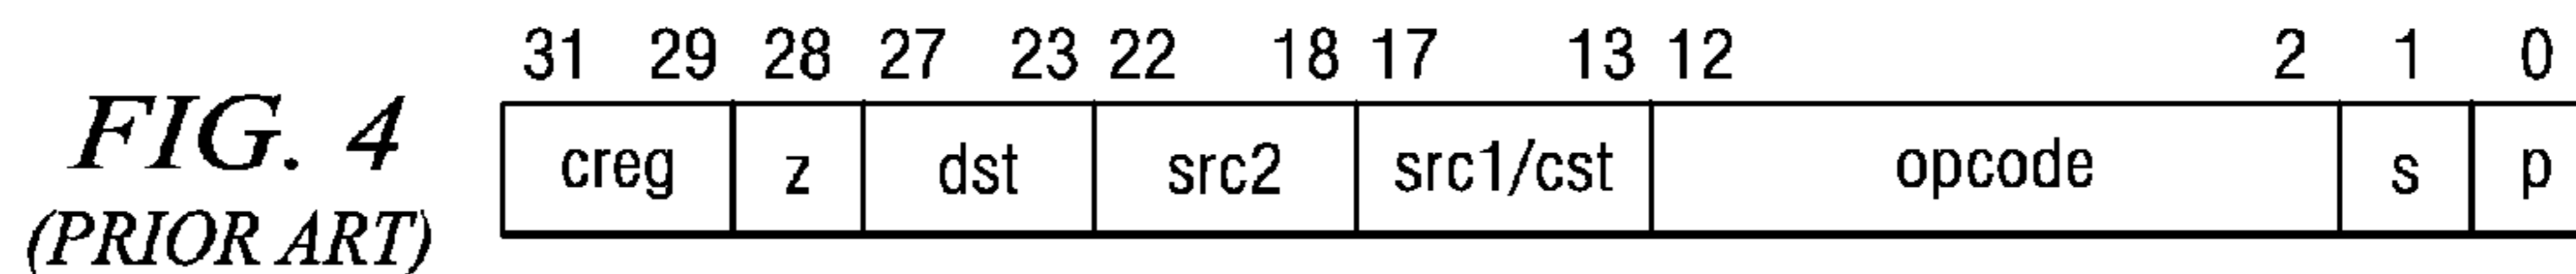 31 29 28 27 23 22 18 17 13 12 2 1 0
FIG. 4 creg z dst src2 src1/cst opcode s p
(PRIOR ART)